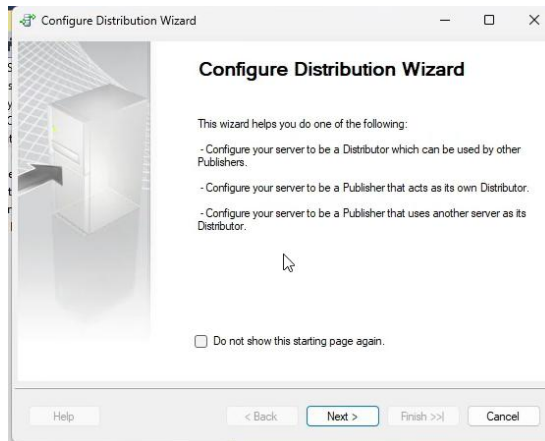 Configure Distribution Wizard
Configure Distribution Wizard
This wizard helps you do one of the following:
- Configure your server to be a Distributor which can be used by other
Publishers.
- Configure your server to be a Publisher that acts as its own Distributor.
- Configure your server to be a Publisher that uses another server as its
Distributor.
Do not show this starting page again.
Help
< Back
Next >
Finish >>|
Cancel